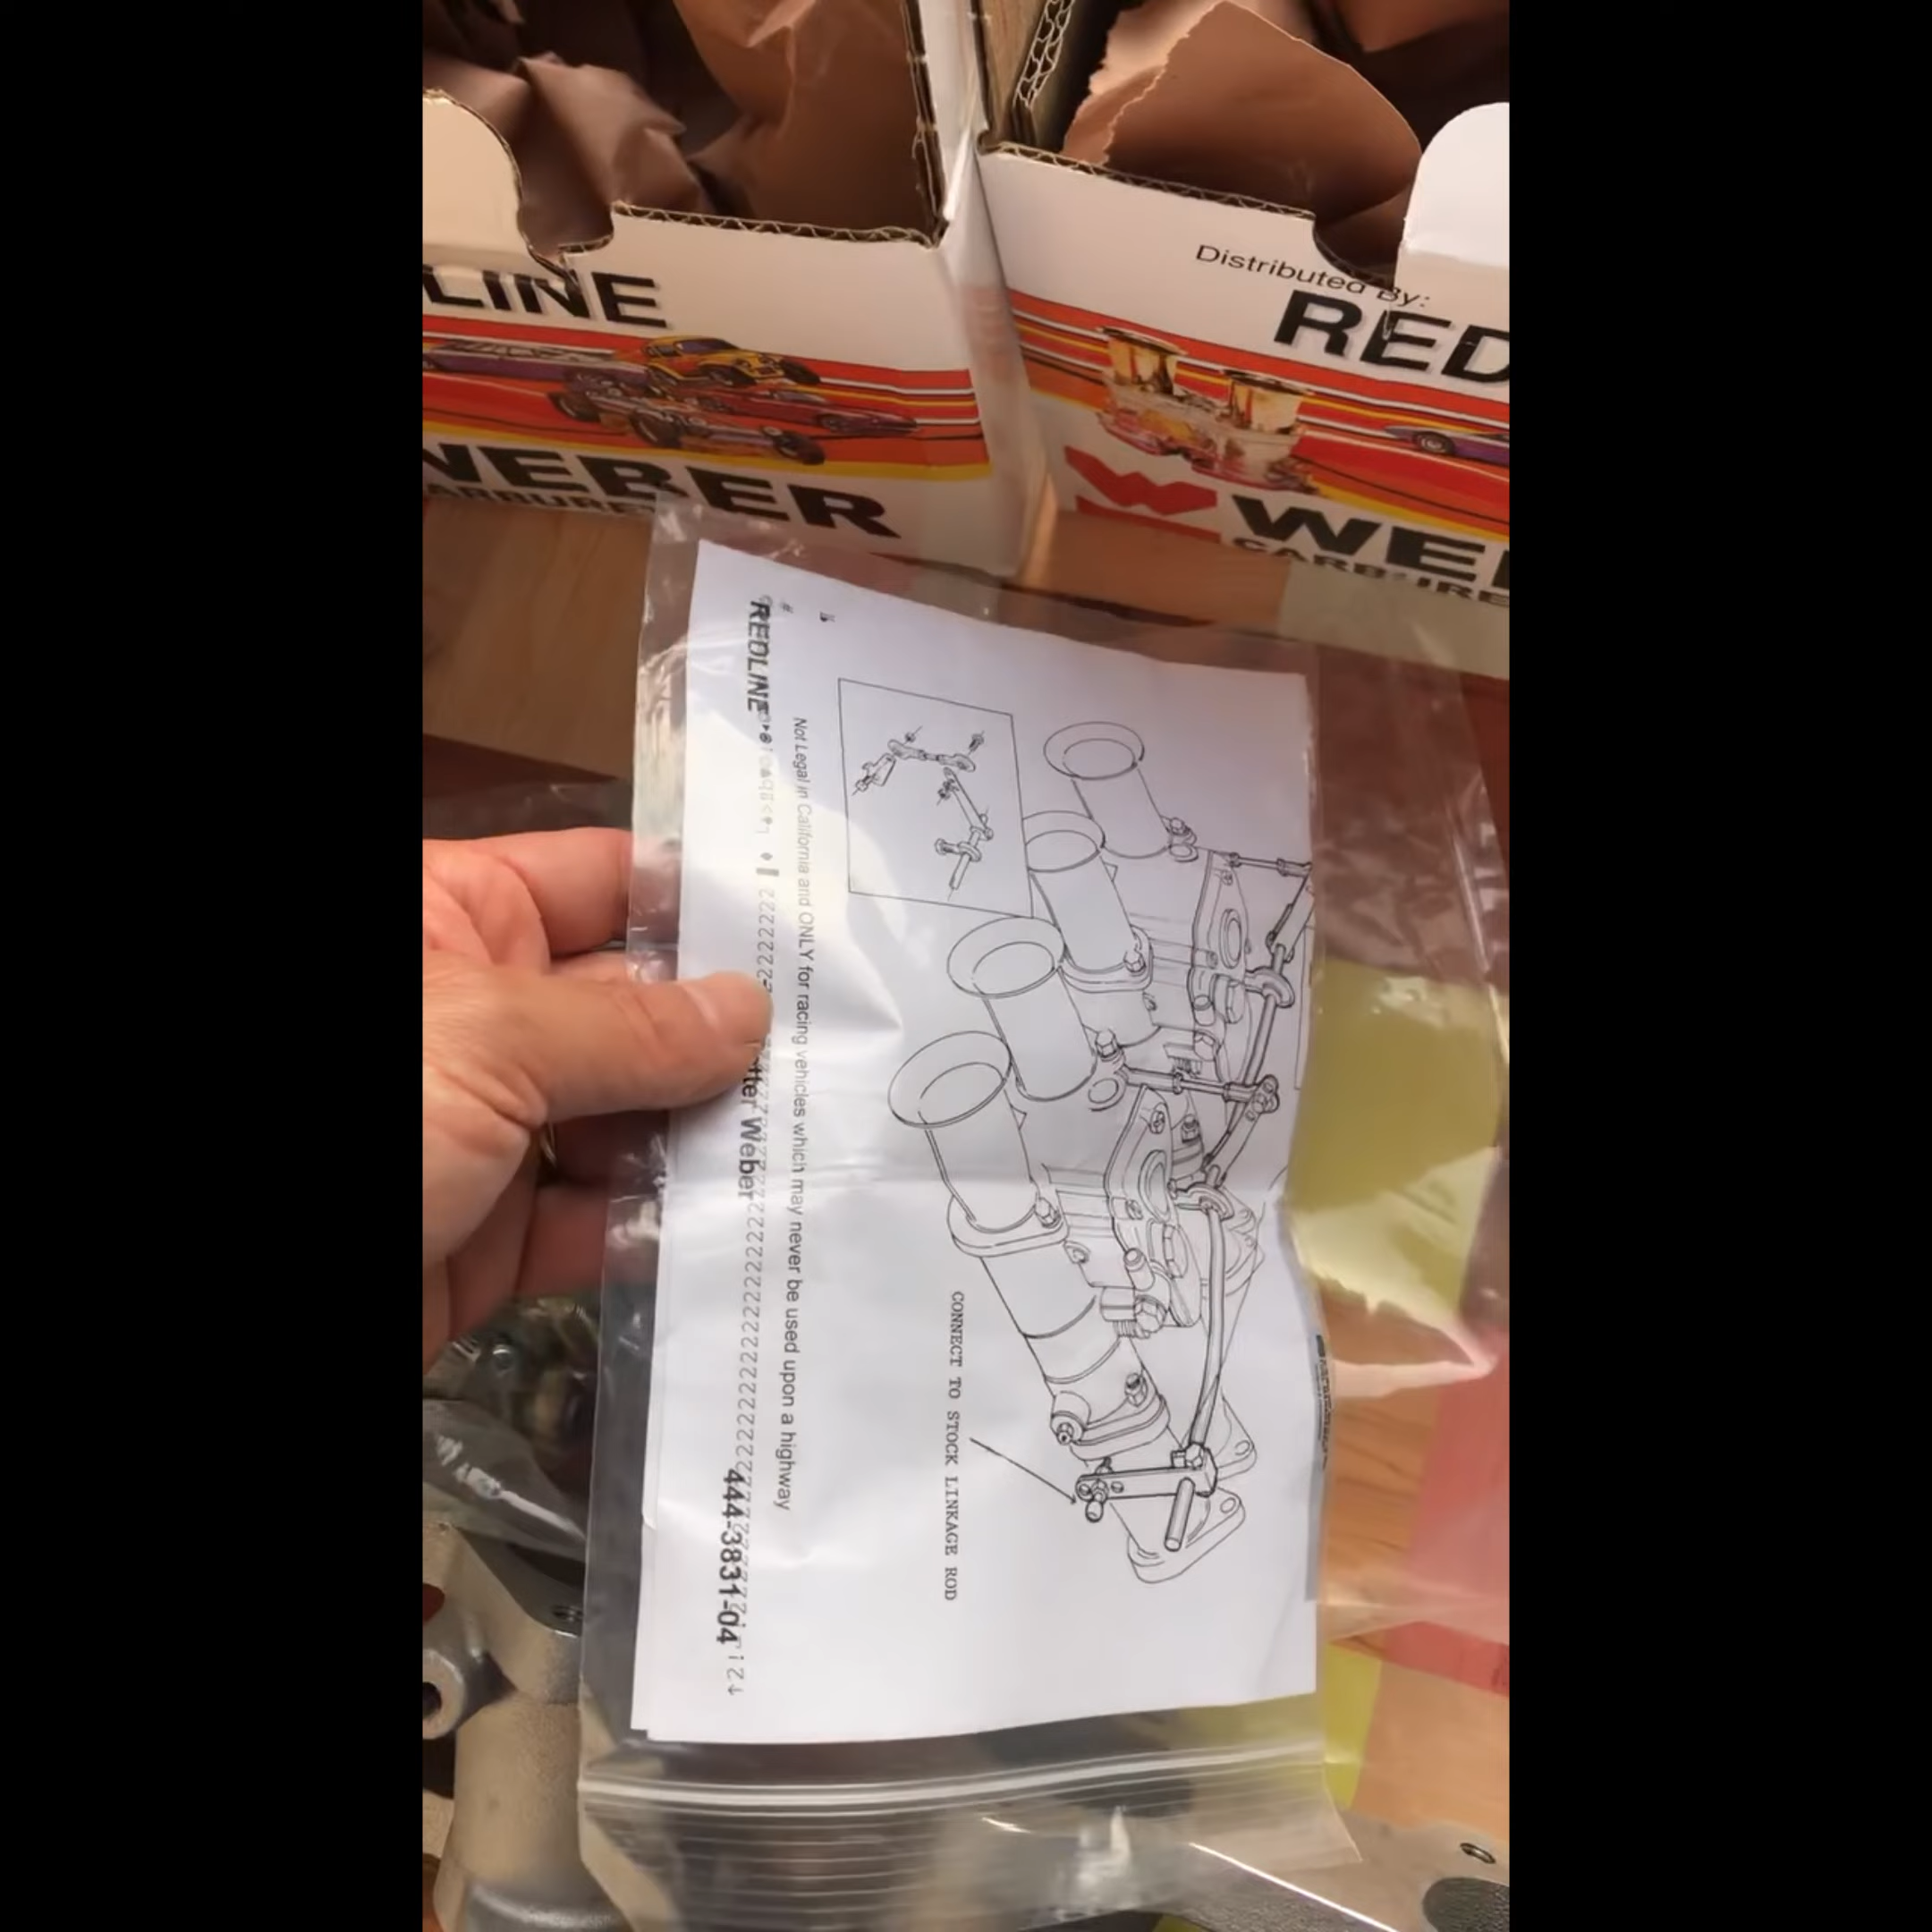 LINE
WEBER
Distributed By:
RED
WE
REDLINE
Weber
444-3831-04
Not Legal in California and ONLY for racing vehicles which may never be used upon a highway
CONNECT TO STOCK LINKAGE ROD